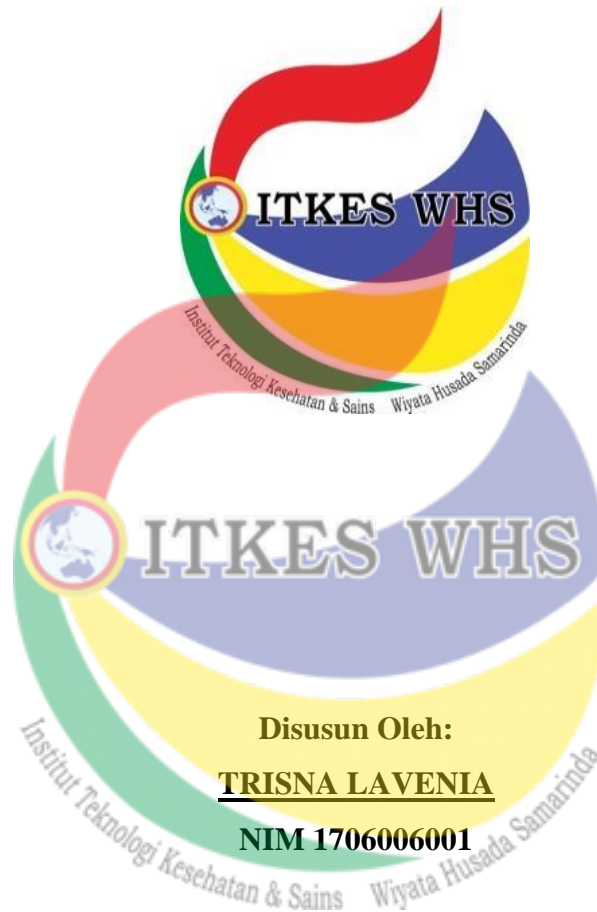 ITKES WHS
Institut Teknologi Kesehatan & Sains Wiyata Husada Samarinda
ITKES WHS
Disusun Oleh:
TRISNA LAVENIA
NIM 1706006001
Institut Teknologi Kesehatan & Sains Wiyata Husada Samarinda